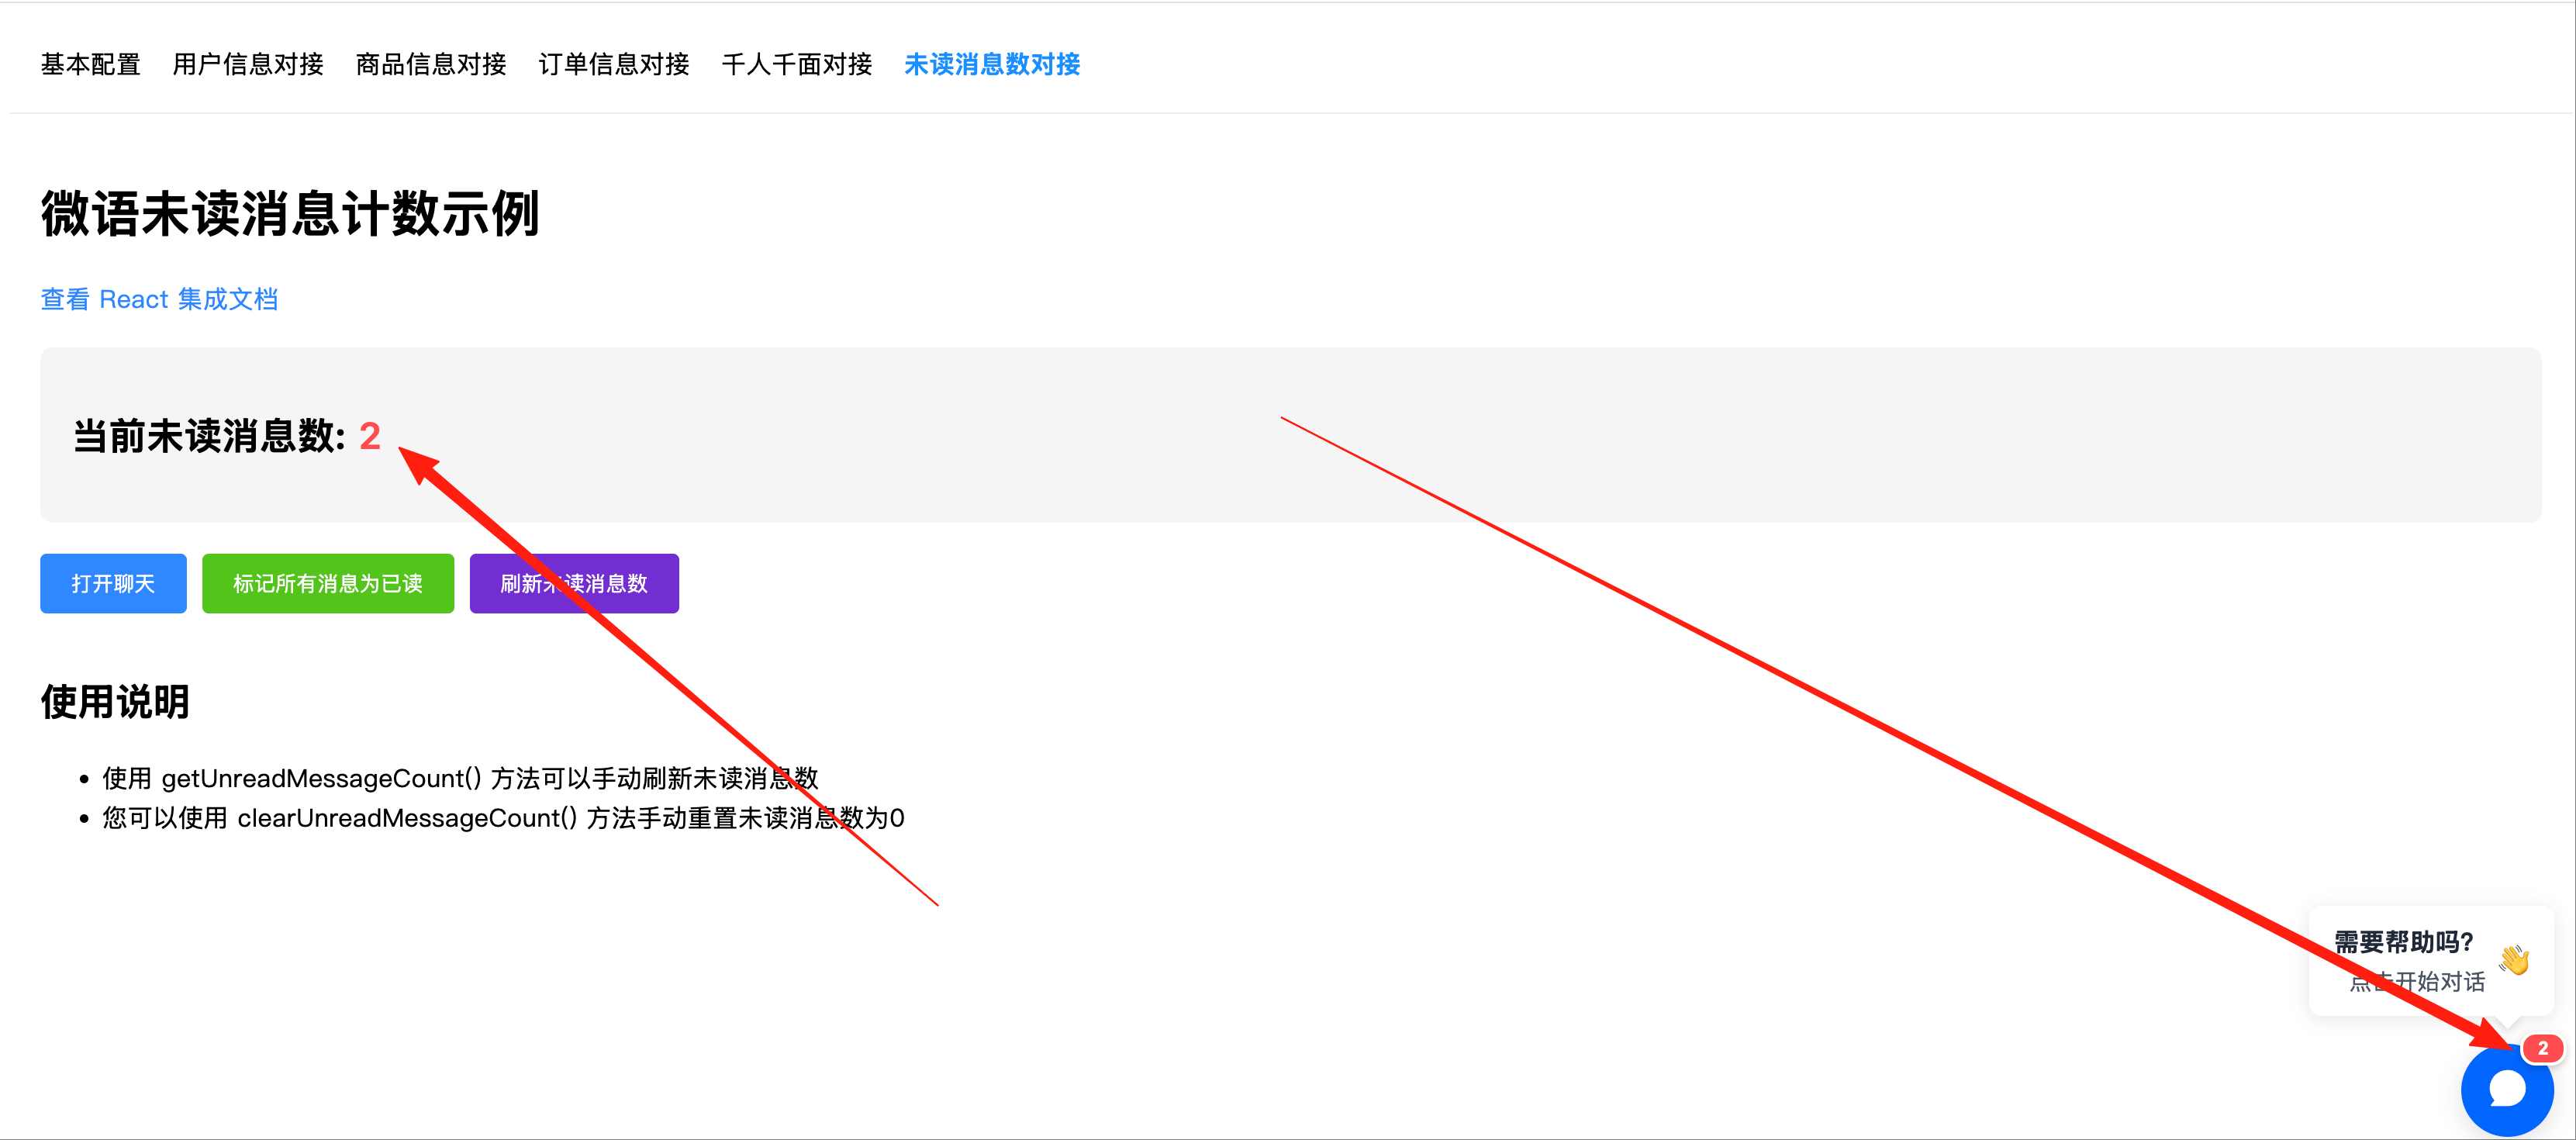 基本配置 用户信息对接 商品信息对接 订单信息对接 千人千面对接 未读消息数对接
微语未读消息计数示例
查看 React 集成文档
当前未读消息数: 2
打开聊天 标记所有消息为已读 刷新未读消息数
使用说明
使用 getUnreadMessageCount() 方法可以手动刷新未读消息数
您可以使用 clearUnreadMessageCount() 方法手动重置未读消息数为0
需要帮助吗?
点击开始对话
2